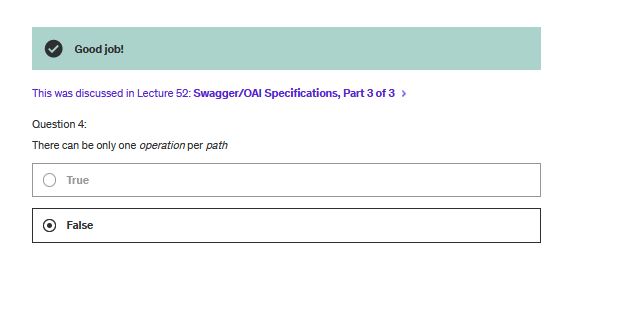 Good job!
This was discussed in Lecture 52: Swagger/OAI Specifications, Part 3 of 3 >
Question 4:
There can be only one operation per path
True
False